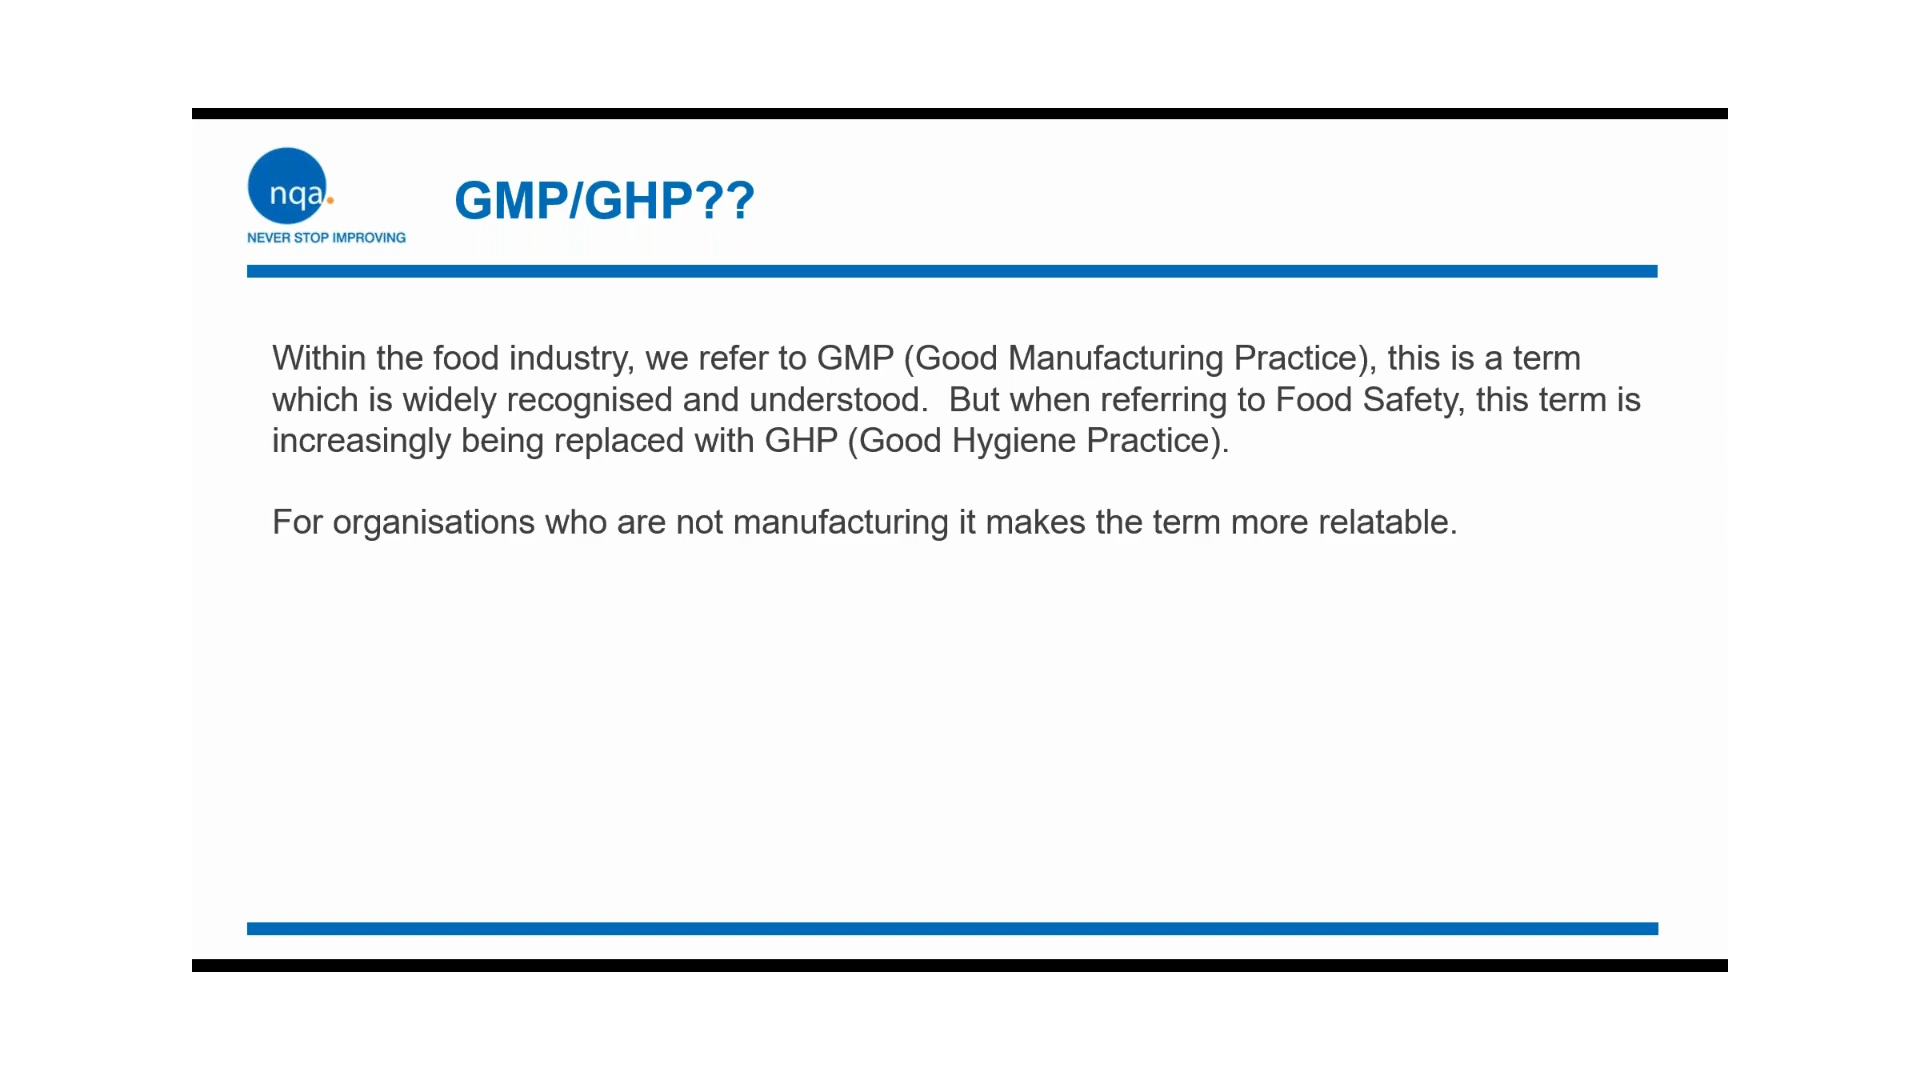 nqa.
NEVER STOP IMPROVING
GMP/GHP??
Within the food industry, we refer to GMP (Good Manufacturing Practice), this is a term
which is widely recognised and understood.  But when referring to Food Safety, this term is
increasingly being replaced with GHP (Good Hygiene Practice).
For organisations who are not manufacturing it makes the term more relatable.